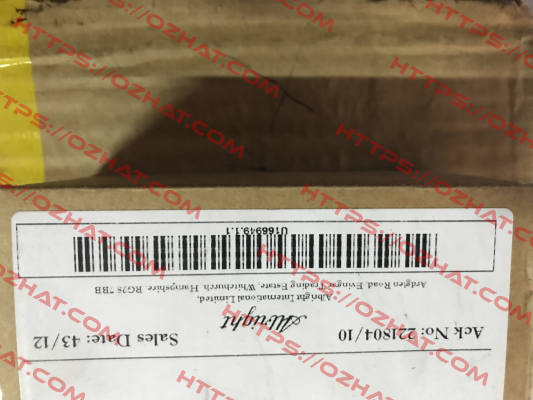 Ack No: 221804/10 Sales Date: 43/12
Albright
Albright International Limited,
Ardglen Road, Evingar Trading Estate, Whitchurch, Hampshire. RG28 7BB
U168949.1.1
HTTPS://OZHAT.COM